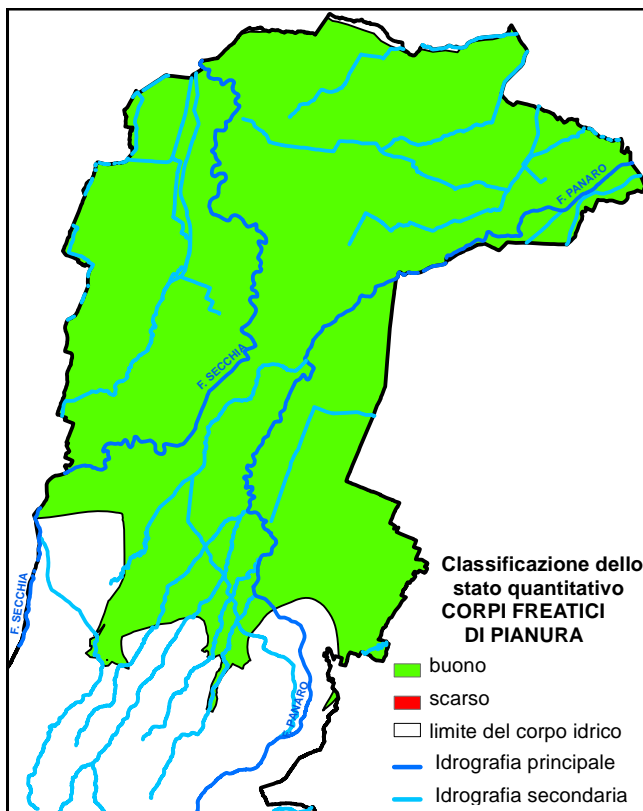 F. PANARO
F. SECCHIA
F. SECCHIA
F. PANARO
Classificazione dello
stato quantitativo
CORPI FREATICI
DI PIANURA
buono
scarso
limite del corpo idrico
Idrografia principale
Idrografia secondaria